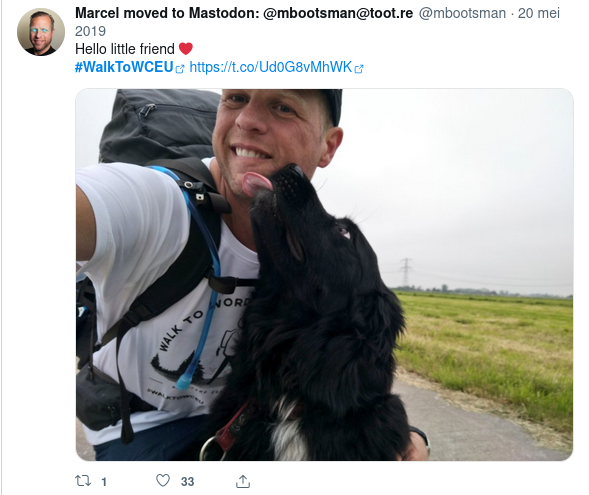 Marcel moved to Mastodon: @mbootsman@toot.re @mbootsman · 20 mei
2019
Hello little friend ❤️
#WalkToWCEU https://t.co/Ud0G8vMhWK
WALK TO WORD
1 33